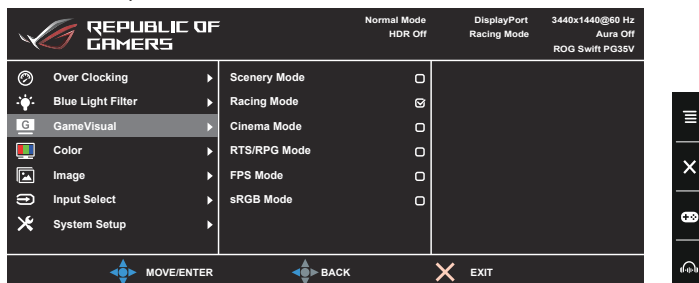 REPUBLIC OF
GAMERS
Normal Mode
HDR Off
DisplayPort
Racing Mode
3440x1440@60 Hz
Aura Off
ROG Swift PG35V
Over Clocking
Blue Light Filter
G GameVisual
Color
Image
Input Select
System Setup
Scenery Mode
Racing Mode
Cinema Mode
RTS/RPG Mode
FPS Mode
sRGB Mode
MOVE/ENTER
BACK
EXIT